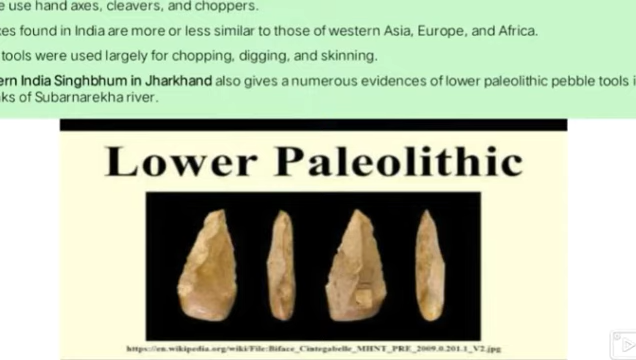 e use hand axes, cleavers, and choppers.
es found in India are more or less similar to those of western Asia, Europe, and Africa.
tools were used largely for chopping, digging, and skinning.
ern India Singhbhum in Jharkhand also gives a numerous evidences of lower paleolithic pebble tools i
ks of Subarnarekha river.
Lower Paleolithic
https://en.wikipedia.org/wiki/File:Biface_Cintegabelle_MHNT_PRE_2009.0.201.1_V2.jpg